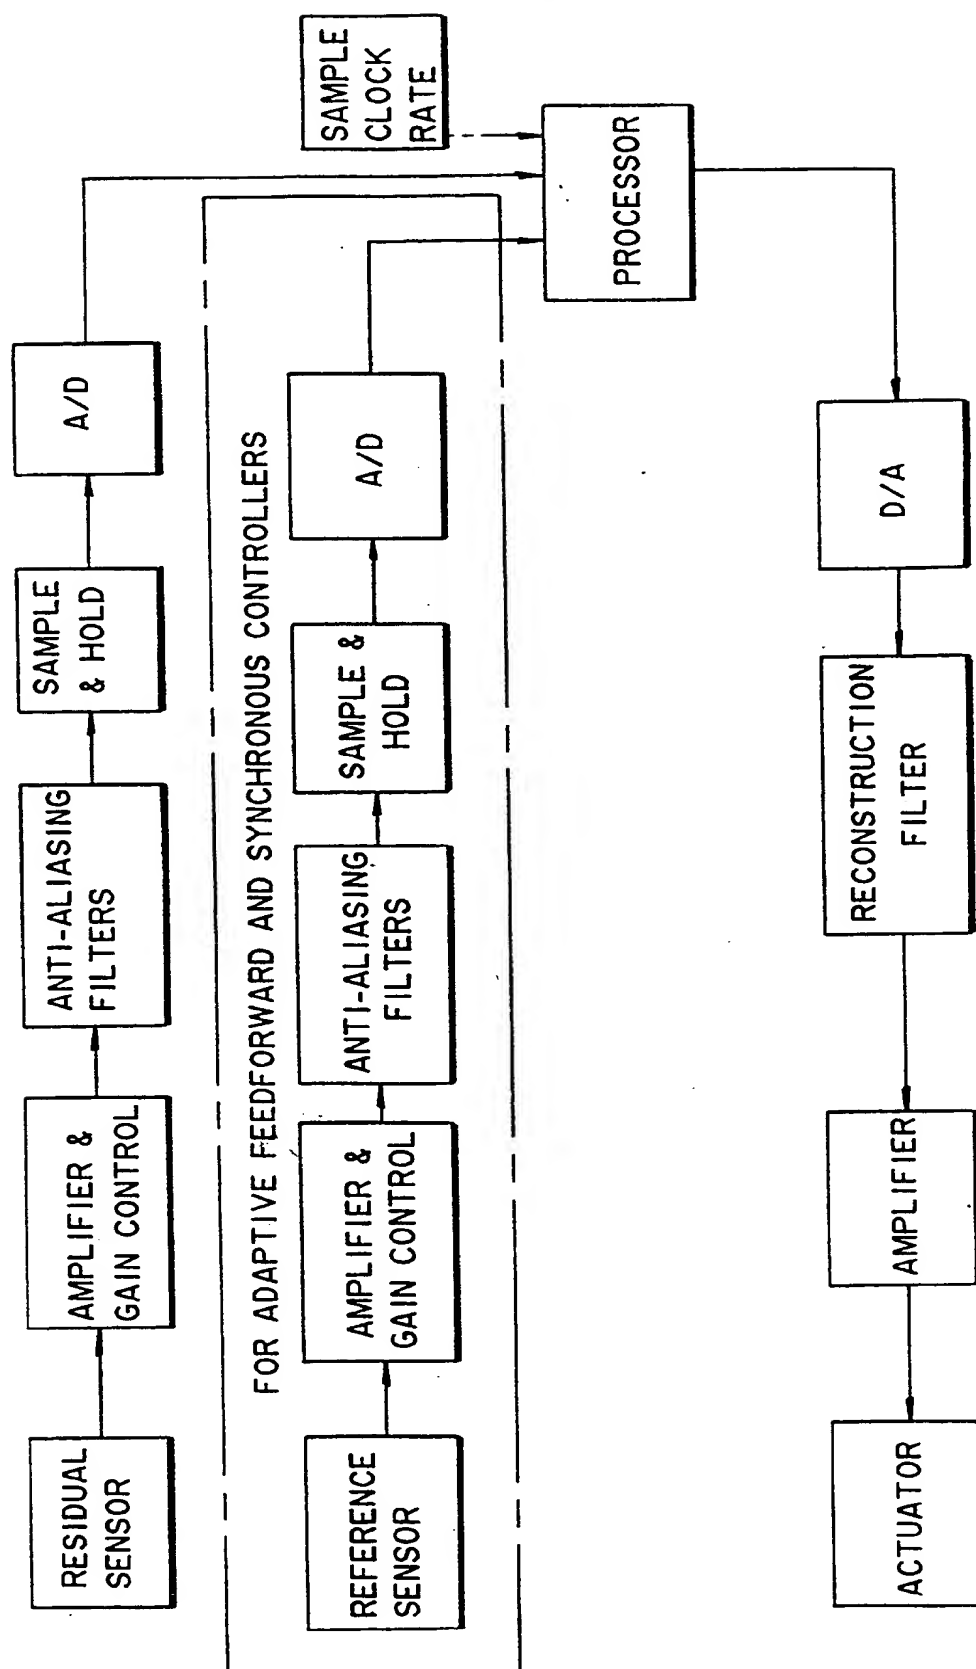 RESIDUAL
SENSOR
AMPLIFIER &
GAIN CONTROL
ANTI-ALIASING
FILTERS
SAMPLE
& HOLD
A/D
FOR ADAPTIVE FEEDFORWARD AND SYNCHRONOUS CONTROLLERS
REFERENCE
SENSOR
AMPLIFIER &
GAIN CONTROL
ANTI-ALIASING
FILTERS
SAMPLE &
HOLD
A/D
SAMPLE
CLOCK
RATE
PROCESSOR
ACTUATOR
AMPLIFIER
RECONSTRUCTION
FILTER
D/A